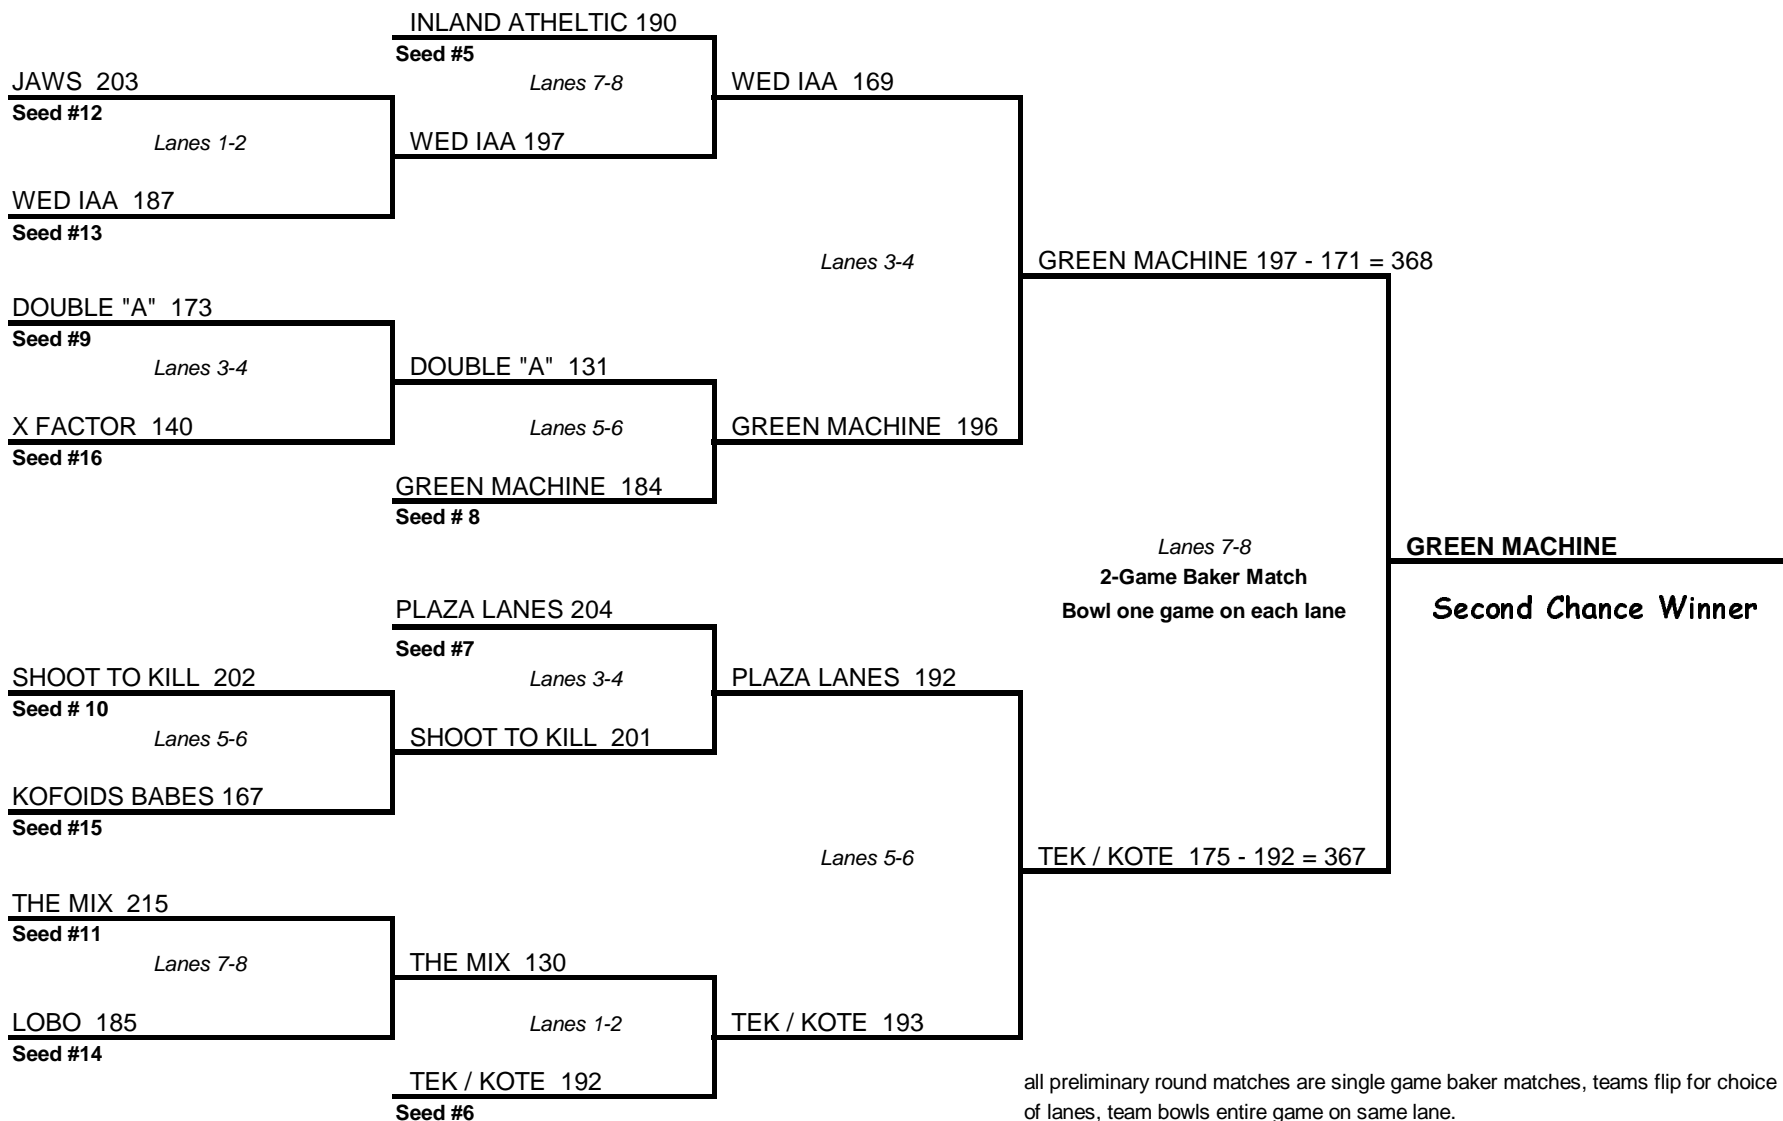 INLAND ATHELTIC 190
Seed #5
JAWS 203
Lanes 7-8
WED IAA 169
Seed #12
Lanes 1-2
WED IAA 197
WED IAA 187
Seed #13
Lanes 3-4
GREEN MACHINE 197 - 171 = 368
DOUBLE "A" 173
Seed #9
Lanes 3-4
DOUBLE "A" 131
X FACTOR 140
Lanes 5-6
GREEN MACHINE 196
Seed #16
GREEN MACHINE 184
Seed # 8
Lanes 7-8
GREEN MACHINE
2-Game Baker Match
PLAZA LANES 204
Bowl one game on each lane
Second Chance Winner
Seed #7
SHOOT TO KILL 202
Lanes 3-4
PLAZA LANES 192
Seed # 10
Lanes 5-6
SHOOT TO KILL 201
KOFOIDS BABES 167
Seed #15
Lanes 5-6
TEK / KOTE 175 - 192 = 367
THE MIX 215
Seed #11
Lanes 7-8
THE MIX 130
LOBO 185
Lanes 1-2
TEK / KOTE 193
Seed #14
TEK / KOTE 192
Seed #6
all preliminary round matches are single game baker matches, teams flip for choice
of lanes, team bowls entire game on same lane.